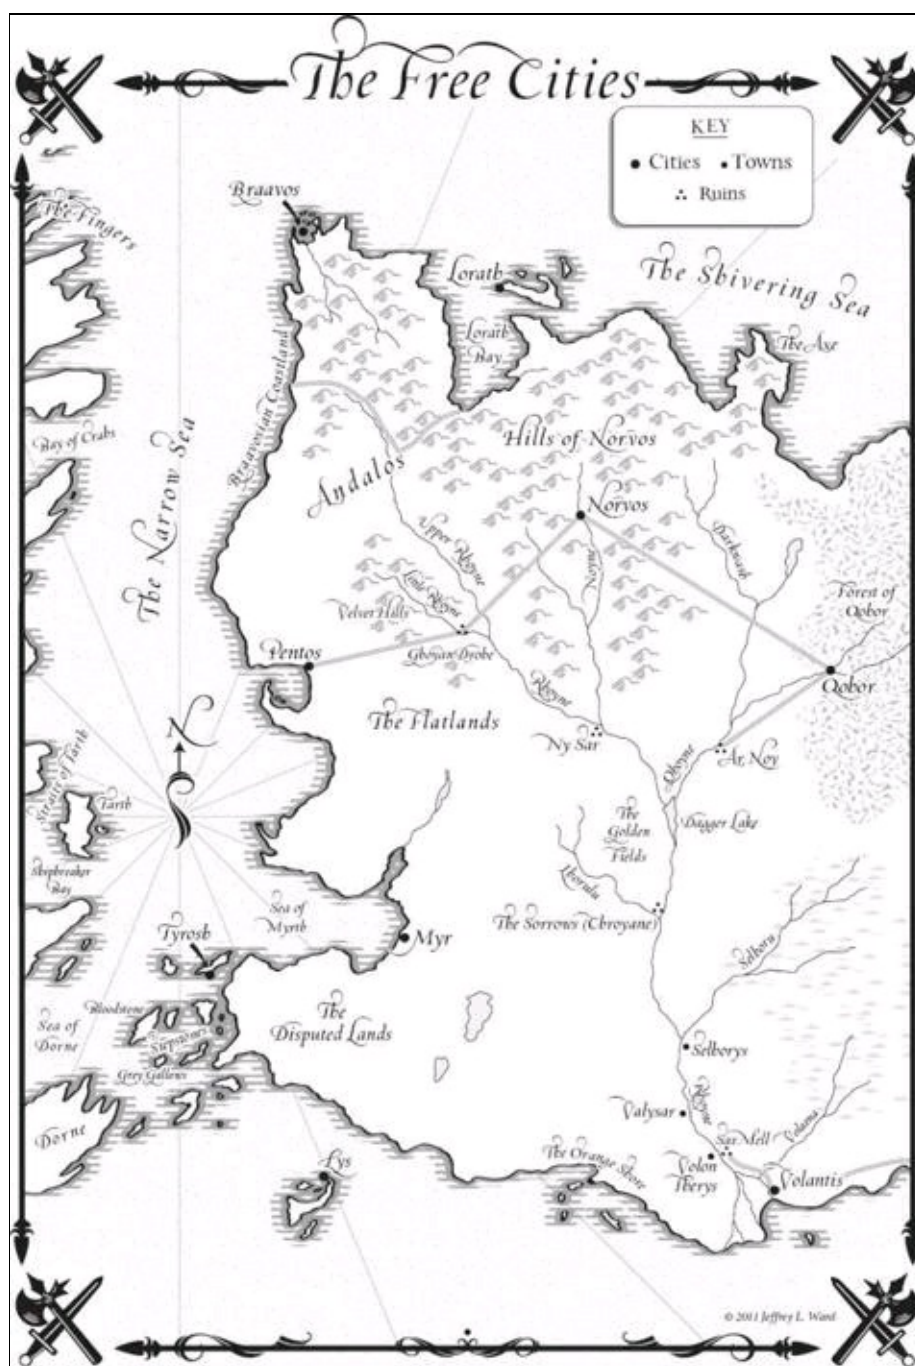 The Free Cities
KEY
Cities
Towns
Ruins
Braavos
The Fingers
Lorath
The Shivering Sea
Lorath
Bay
The Axe
Braavosian Coastland
Bay of Crabs
The Narrow Sea
Hills of Norvos
Andalos
Norvos
Upper Rhoyne
Noyne
Darkwash
Little Rhoyne
Velvet Hills
Forest of
Qohor
Ghoyan Drohe
Pentos
Qohor
Rhoyne
The Flatlands
Ny Sar
Qhoyne
Ar Noy
N
Straits of Tarth
Tarth
The
Golden
Fields
Dagger Lake
Shipbreaker
Bay
Lhorulu
Sea of
Myrth
The Sorrows (Chroyane)
Tyrosh
Myr
Selhoru
Bloodstone
Sea of
Dorne
Stepstones
The
Disputed Lands
Grey Gallows
Selhorys
Rhoyne
Valysar
Volaena
Dorne
Sar Mell
Lys
The Orange Shore
Volon
Therys
Volantis
© 2011 Jeffrey L. Ward